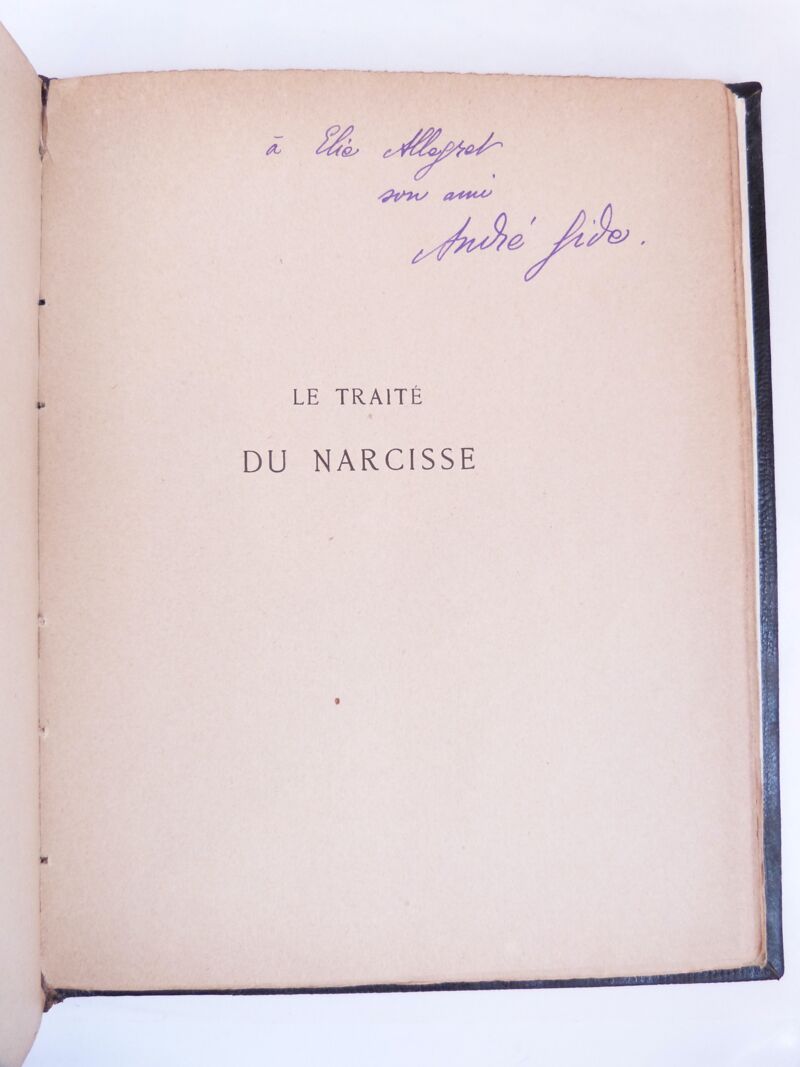 à Elie Allegret
son ami
André Gide.
LE TRAITÉ
DU NARCISSE